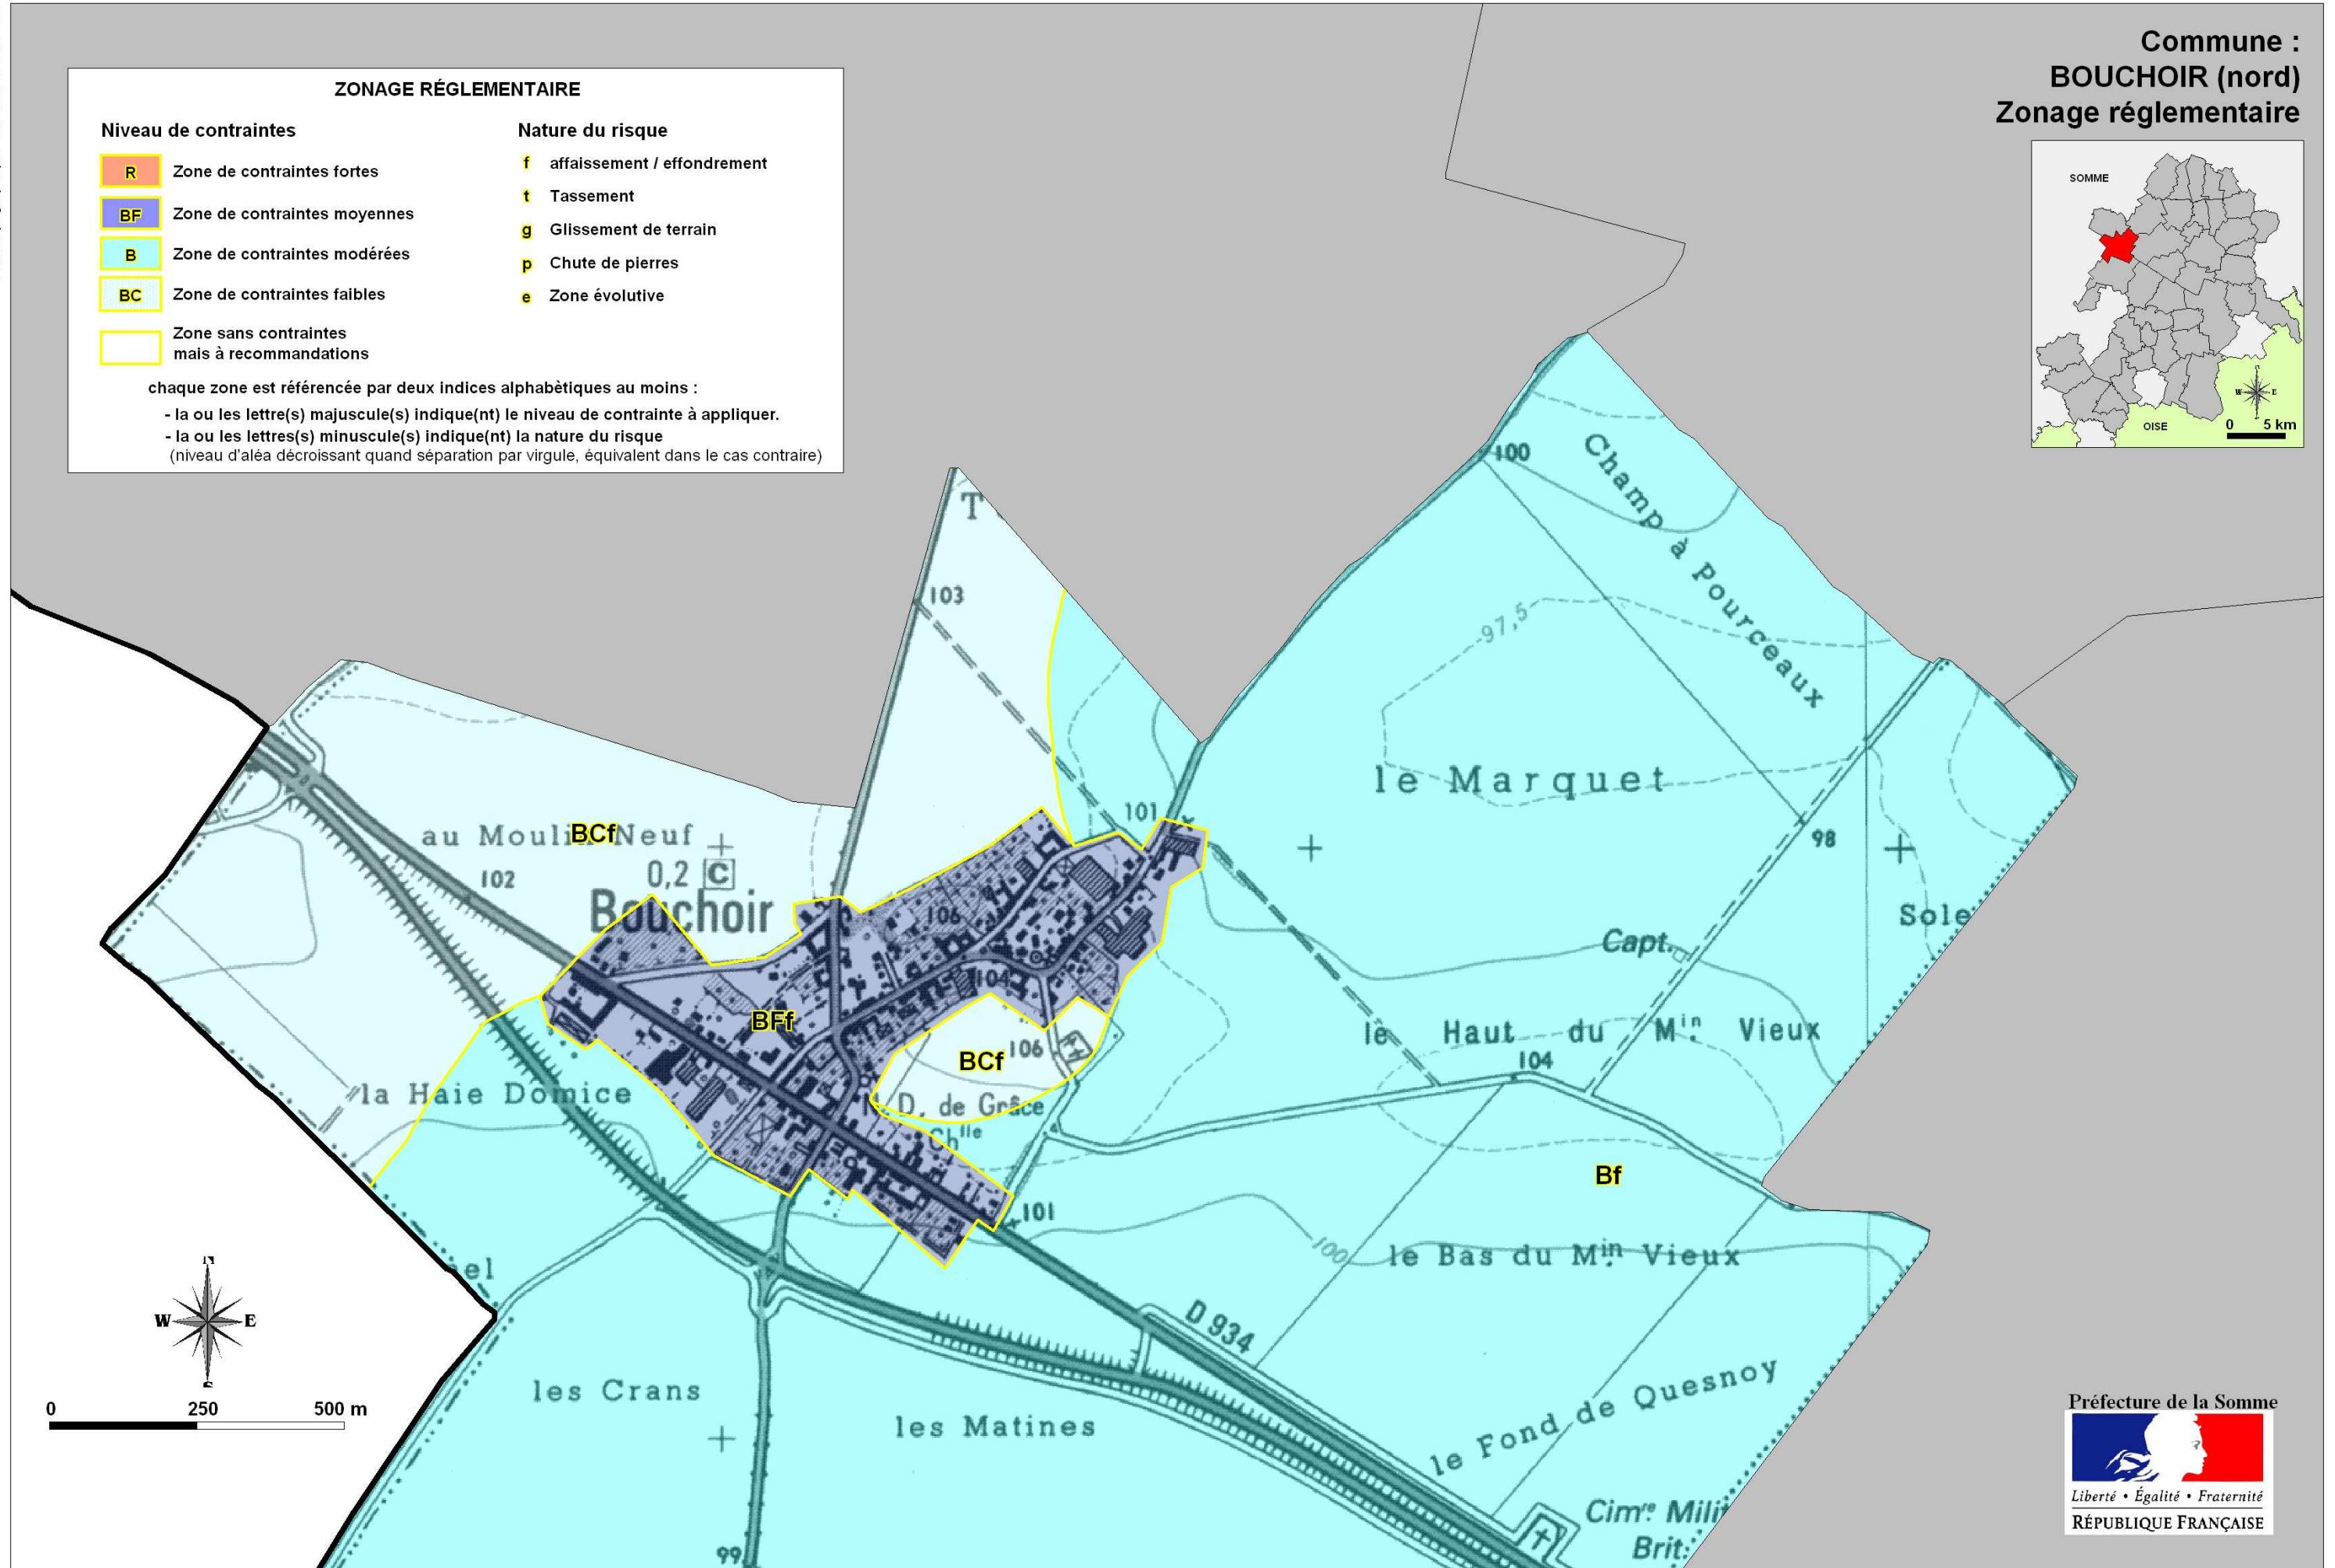 Commune :
BOUCHOIR (nord)
Zonage réglementaire
ZONAGE RÉGLEMENTAIRE
Niveau de contraintes
R Zone de contraintes fortes
BF Zone de contraintes moyennes
B Zone de contraintes modérées
BC Zone de contraintes faibles
Zone sans contraintes
mais à recommandations
Nature du risque
f affaissement / effondrement
t Tassement
g Glissement de terrain
p Chute de pierres
e Zone évolutive
chaque zone est référencée par deux indices alphabètiques au moins :
- la ou les lettre(s) majuscule(s) indique(nt) le niveau de contrainte à appliquer.
- la ou les lettres(s) minuscule(s) indique(nt) la nature du risque
(niveau d'aléa décroissant quand séparation par virgule, équivalent dans le cas contraire)
SOMME
OISE
W E
0 5 km
T
100
Champ à Pourceaux
103
97,5
le Marquet
101
98
au Moulin Neuf
BCf
0,2 C
102
Bouchoir
106
Sole
Capt.
104
BFf
le Haut du Min. Vieux
BCf
106
104
la Haie Domice
N. D. de Grâce
Chlle
Bf
101
100
le Bas du Min. Vieux
el
N
W E
S
D 934
les Crans
les Matines
le Fond de Quesnoy
0 250 500 m
Cimre Milit
Brit.
99
Préfecture de la Somme
Liberté • Égalité • Fraternité
RÉPUBLIQUE FRANÇAISE